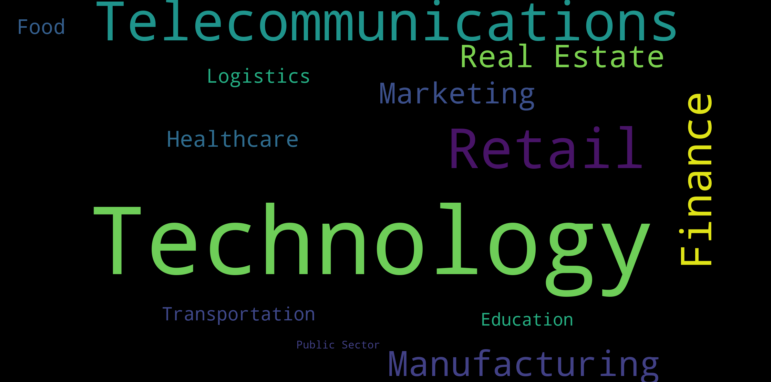 Telecommunications
Food
Real Estate
Logistics
Marketing
Finance
Healthcare
Retail
Technology
Transportation
Education
Public Sector
Manufacturing